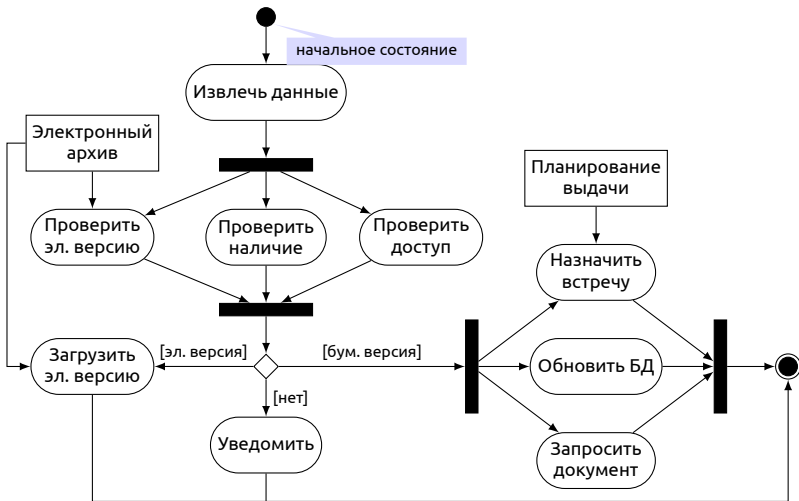 начальное состояние
Извлечь данные
Электронный
архив
Планирование
выдачи
Проверить
эл. версию
Проверить
наличие
Проверить
доступ
Назначить
встречу
Загрузить
эл. версию
[эл. версия]
[бум. версия]
Обновить БД
[нет]
Уведомить
Запросить
документ